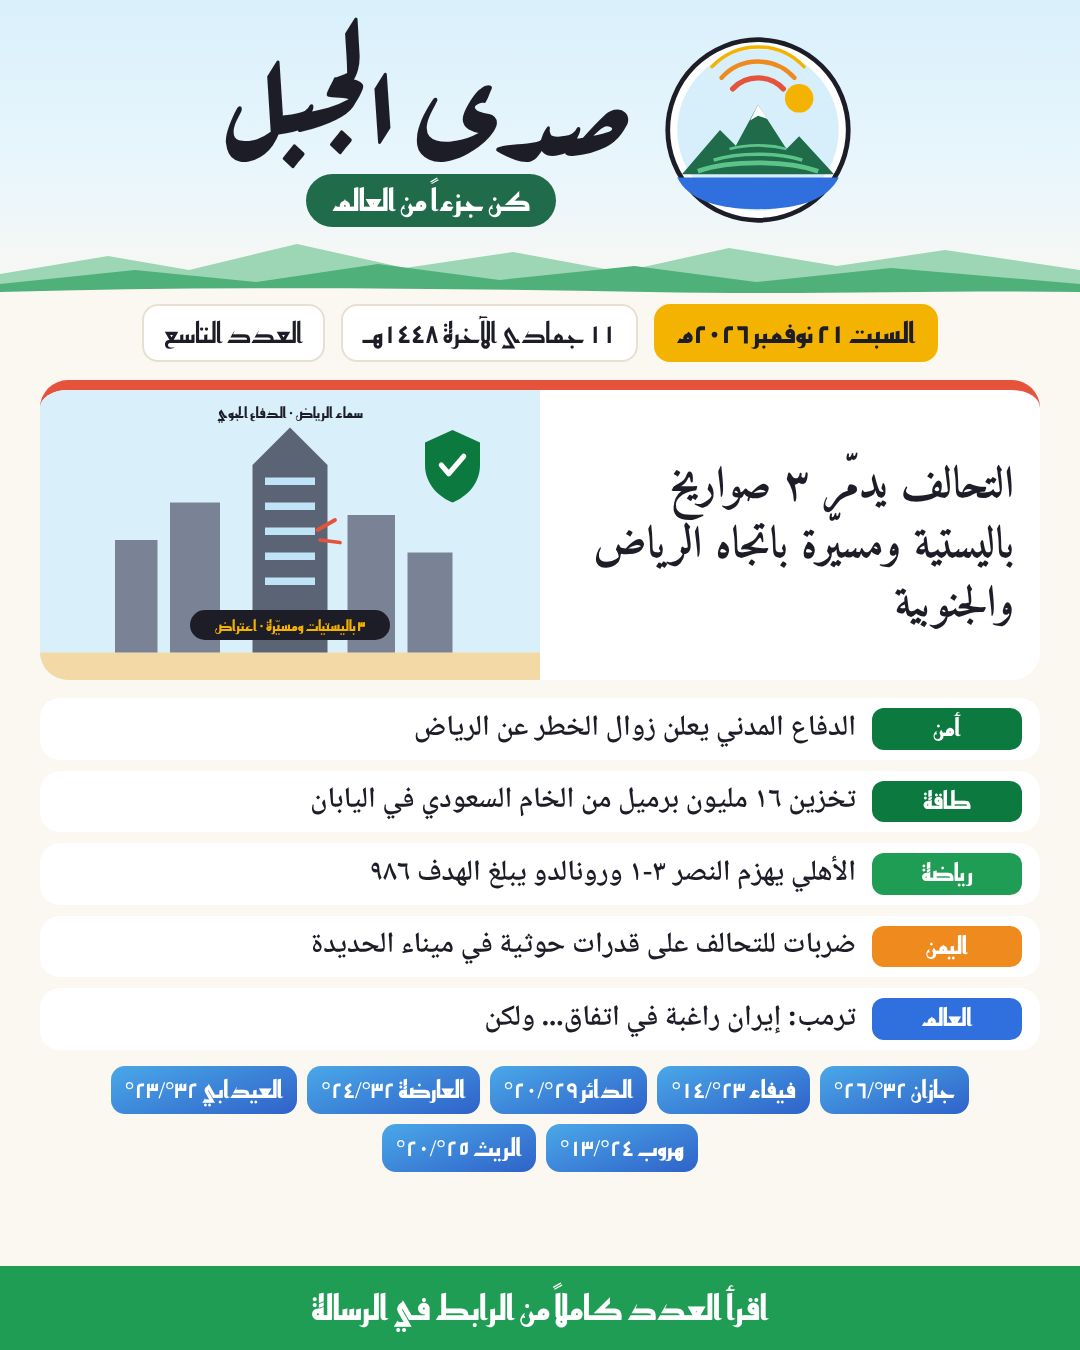 صدى الجبل
كن جزءاً من العالم
السبت ٢١ نوفمبر ٢٠٢٦م
١١ جمادى الآخرة ١٤٤٨هـ
العدد التاسع
التحالف يدمّر ٣ صواريخ
باليستية ومسيّرة باتجاه الرياض
والجنوبية
سماء الرياض · الدفاع الجوي
٣ باليستيات ومسيّرة · اعتراض
أمن
الدفاع المدني يعلن زوال الخطر عن الرياض
طاقة
تخزين ١٦ مليون برميل من الخام السعودي في اليابان
رياضة
الأهلي يهزم النصر ٣-١ ورونالدو يبلغ الهدف ٩٨٦
اليمن
ضربات للتحالف على قدرات حوثية في ميناء الحديدة
العالم
ترمب: إيران راغبة في اتفاق... ولكن
جازان ٣٢°/٢٦°
فيفاء ٢٣°/١٤°
الدائر ٢٩°/٢٠°
العارضة ٣٢°/٢٤°
العيدابي ٣٢°/٢٣°
هروب ٢٤°/١٣°
الريث ٢٥°/٢٠°
اقرأ العدد كاملاً من الرابط في الرسالة